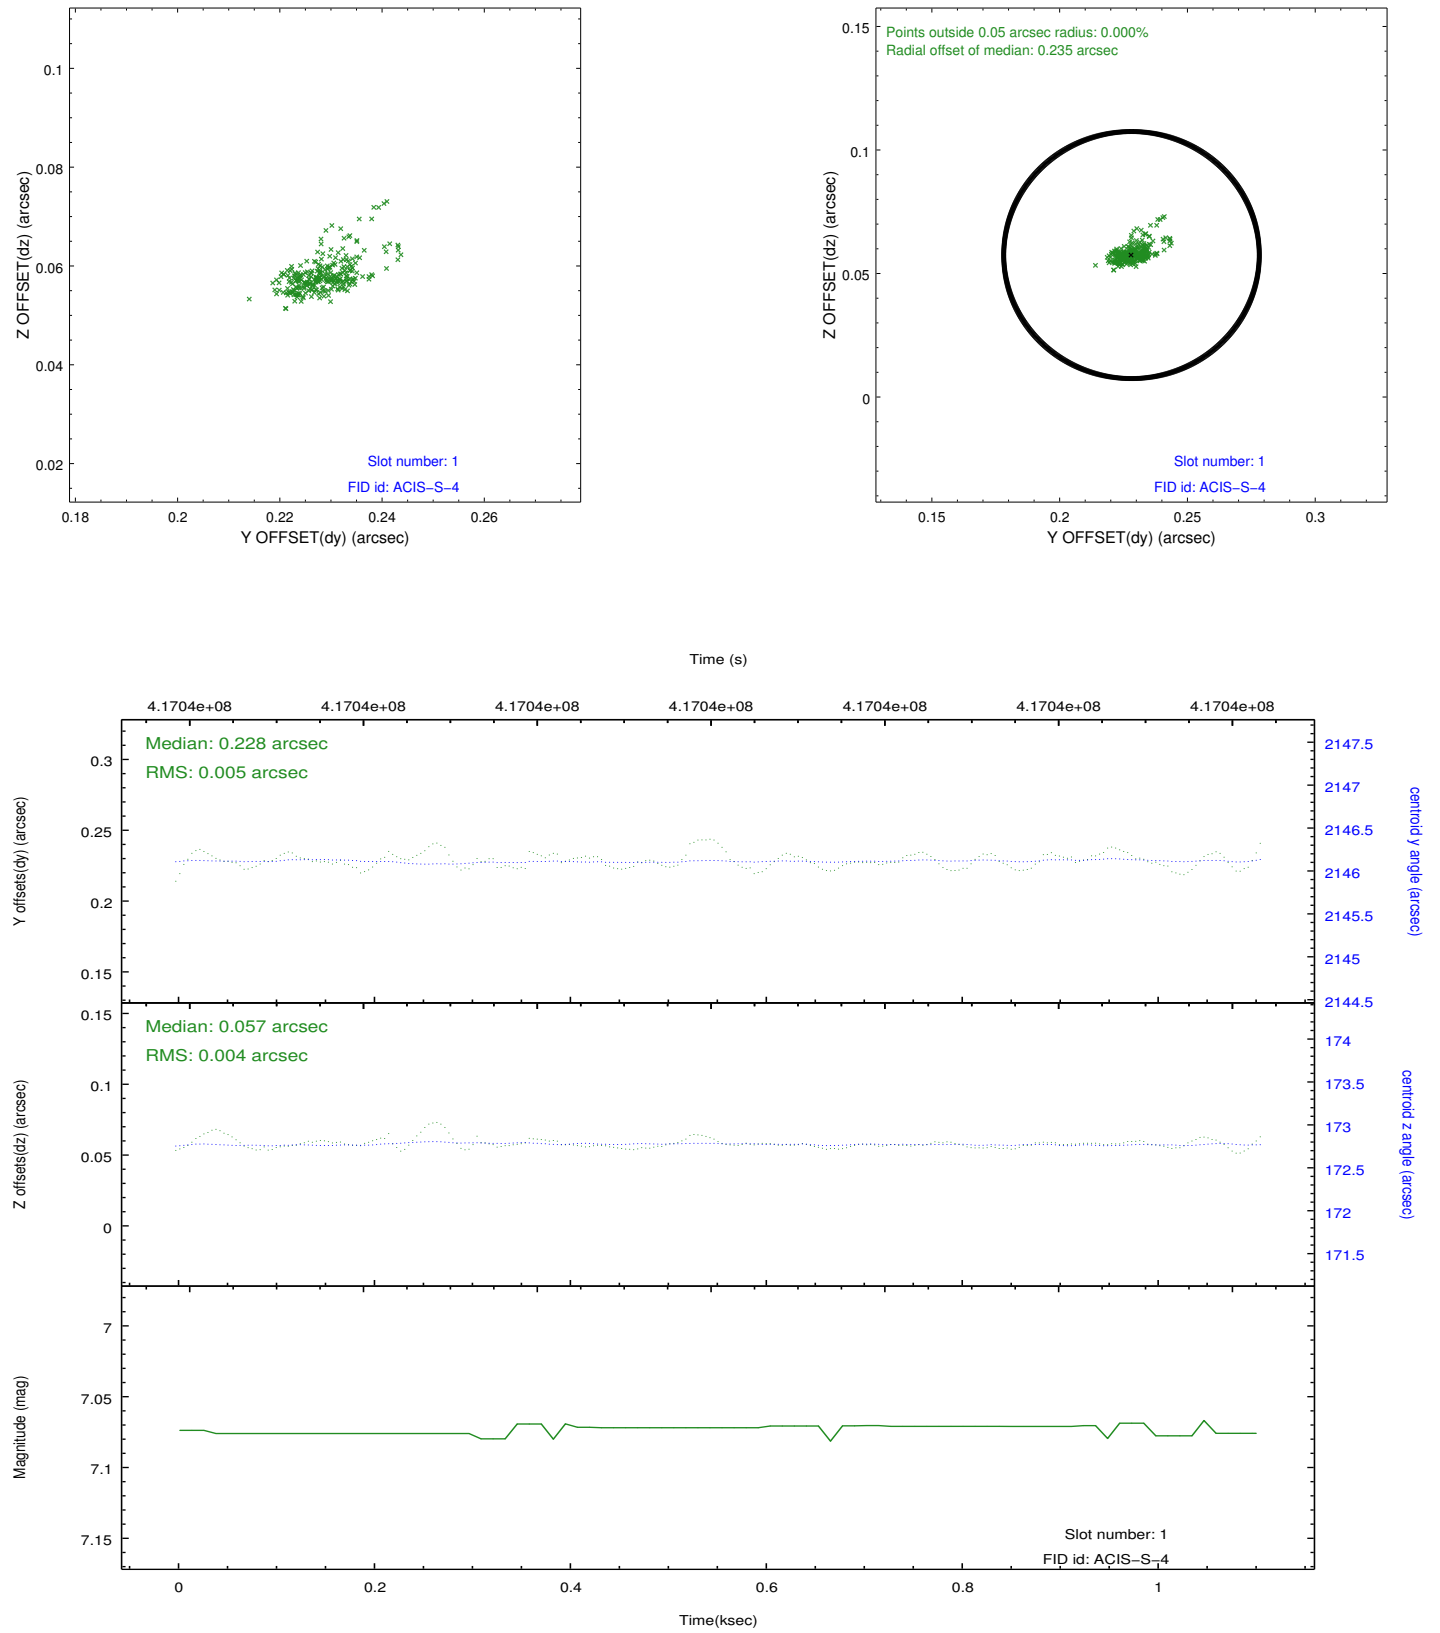 0.1
0.08
0.06
0.04
0.02
Z OFFSET(dz) (arcsec)
Slot number: 1
FID id: ACIS-S-4
0.18 0.2 0.22 0.24 0.26
Y OFFSET(dy) (arcsec)
Points outside 0.05 arcsec radius: 0.000%
Radial offset of median: 0.235 arcsec
0.15
0.1
0.05
0
Z OFFSET(dz) (arcsec)
Slot number: 1
FID id: ACIS-S-4
0.15 0.2 0.25 0.3
Y OFFSET(dy) (arcsec)
Time (s)
4.1704e+08 4.1704e+08 4.1704e+08 4.1704e+08 4.1704e+08 4.1704e+08 4.1704e+08
Median: 0.228 arcsec
RMS: 0.005 arcsec
0.3
0.25
0.2
0.15
Y offsets(dy) (arcsec)
2147.5
2147
2146.5
2146
2145.5
2145
2144.5
centroid y angle (arcsec)
Median: 0.057 arcsec
RMS: 0.004 arcsec
0.15
0.1
0.05
0
Z offsets(dz) (arcsec)
174
173.5
173
172.5
172
171.5
centroid z angle (arcsec)
7
7.05
7.1
7.15
Magnitude (mag)
Slot number: 1
FID id: ACIS-S-4
0 0.2 0.4 0.6 0.8 1
Time(ksec)